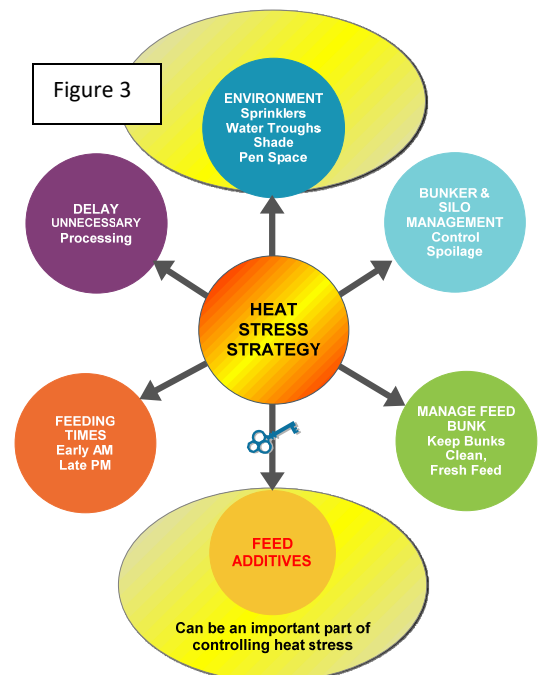 Figure 3
ENVIRONMENT
Sprinklers
Water Troughs
Shade
Pen Space
DELAY
UNNECESSARY
Processing
BUNKER &
SILO
MANAGEMENT
Control
Spoilage
HEAT
STRESS
STRATEGY
FEEDING
TIMES
Early AM
Late PM
MANAGE FEED
BUNK
Keep Bunks
Clean,
Fresh Feed
FEED
ADDITIVES
Can be an important part of
controlling heat stress